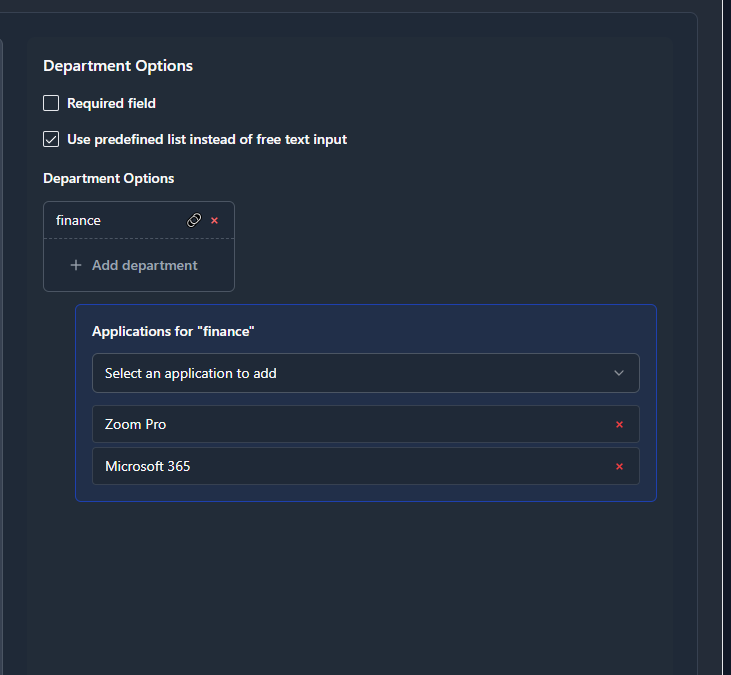 Department Options
Required field
Use predefined list instead of free text input
Department Options
finance
Add department
Applications for "finance"
Select an application to add
Zoom Pro
Microsoft 365